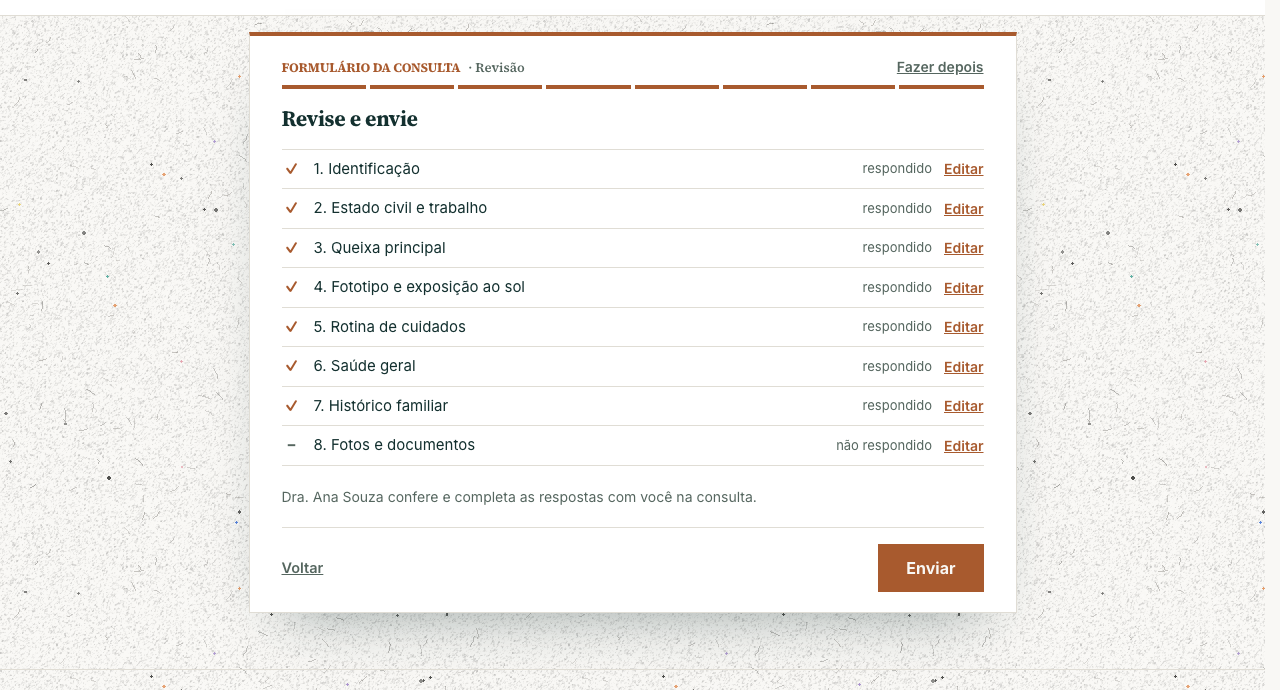 FORMULÁRIO DA CONSULTA · Revisão Fazer depois
Revise e envie
1. Identificação respondido Editar
2. Estado civil e trabalho respondido Editar
3. Queixa principal respondido Editar
4. Fototipo e exposição ao sol respondido Editar
5. Rotina de cuidados respondido Editar
6. Saúde geral respondido Editar
7. Histórico familiar respondido Editar
8. Fotos e documentos não respondido Editar
Dra. Ana Souza confere e completa as respostas com você na consulta.
Voltar Enviar